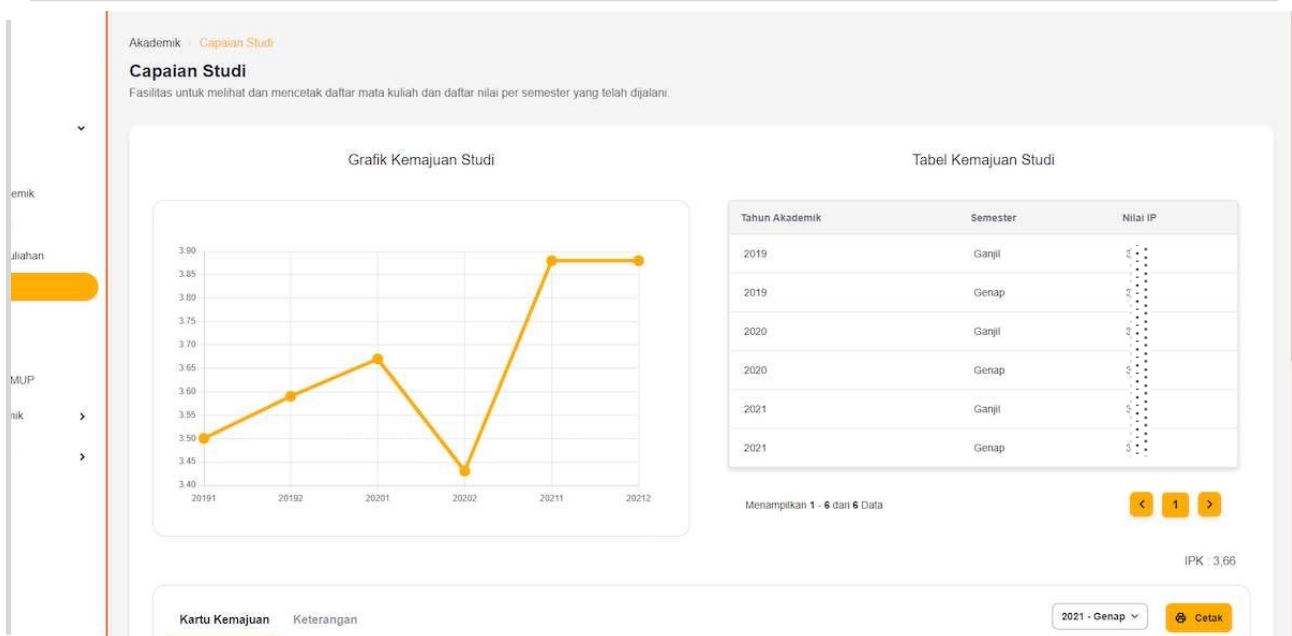 Akademik Capaian Studi
Capaian Studi
Fasilitas untuk melihat dan mencetak daftar mata kuliah dan daftar nilai per semester yang telah dijalani.
emik
uliahan
MUP
nik
Grafik Kemajuan Studi
3.90
3.85
3.80
3.75
3.70
3.65
3.60
3.55
3.50
3.45
3.40
20191 20192 20201 20202 20211 20212
Tabel Kemajuan Studi
Tahun Akademik Semester Nilai IP
2019 Ganjil
2019 Genap
2020 Ganjil
2020 Genap
2021 Ganjil
2021 Genap
Menampilkan 1 - 6 dari 6 Data
1
IPK : 3,66
Kartu Kemajuan Keterangan
2021 - Genap
Cetak